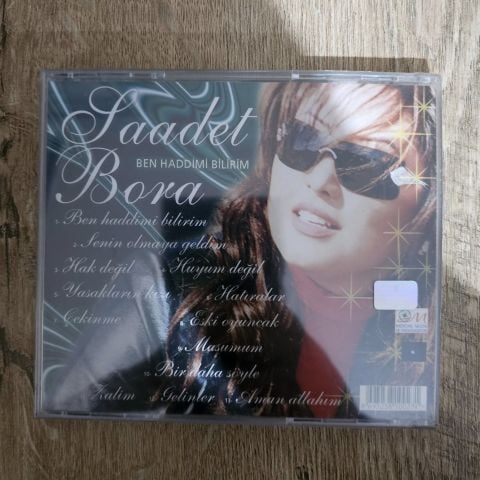 Saadet
BEN HADDİMİ BİLİRİM
Bora
Ben haddimi bilirim
Senin olmaya geldim
Hak değil Huyum değil
Yasakların kızı Hatıralar
Çekinme Eski oyuncak
Masumum
Bir daha söyle
Zalim Gelinler Aman allahım